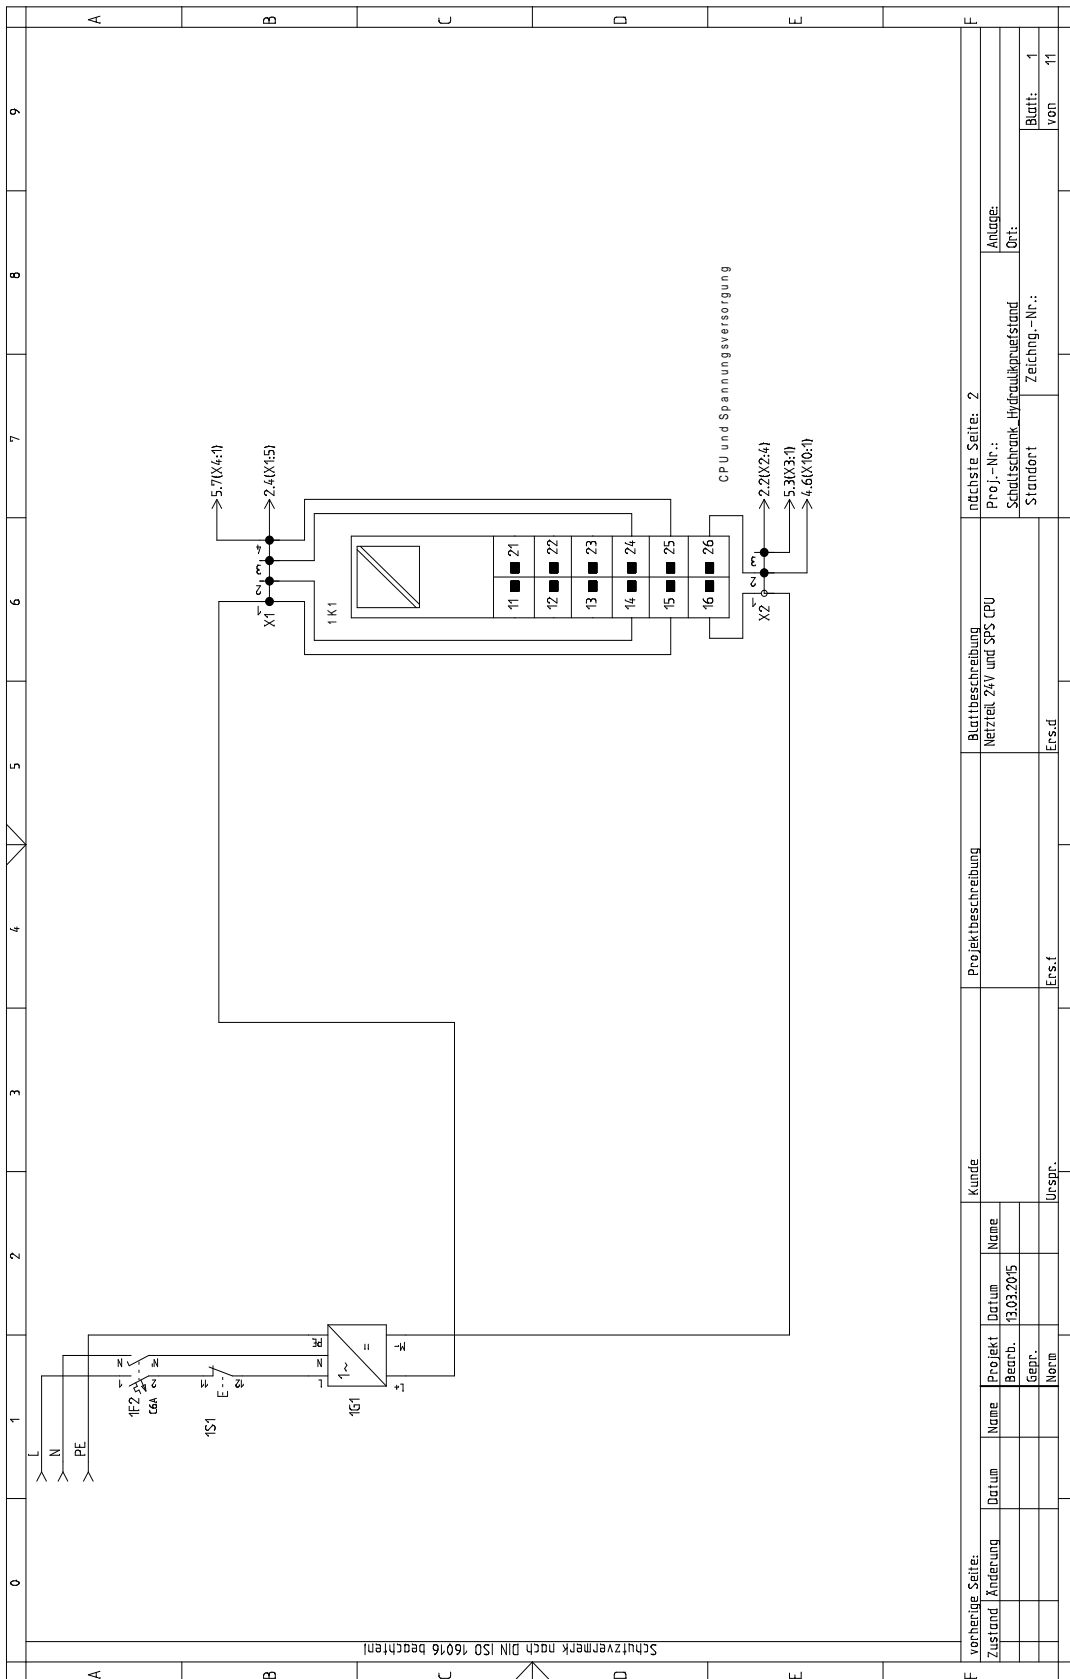 0 1 2 3 4 5 6 7 8 9
A
B
C
D
E
F
A
B
C
D
E
F
Schutzvermerk nach DIN ISO 16016 beachten!
L
N
PE
1F2
C6A
1 2 N N'
1S1
11 12
E
1G1
L N PE
1~ =
L+ M-
5.7(X4:1)
2.4(X1:5)
X1
1 2 3 4
1K1
11 21
12 22
13 23
14 24
15 25
16 26
CPU und Spannungsversorgung
X2
1 2 3
2.2(X2:4)
5.3(X3:1)
4.6(X10:1)
vorherige Seite:
Zustand Änderung Datum Name
Projekt Datum Name
Bearb. 13.03.2015
Gepr.
Norm
Kunde
Urspr.
Projektbeschreibung
Ers.f
Blattbeschreibung
Netzteil 24V und SPS CPU
Ers.d
nächste Seite: 2
Proj.-Nr.:
Schaltschrank_Hydraulikpruefstand
Standort
Zeichng.-Nr.:
Anlage:
Ort:
Blatt: 1
von 11